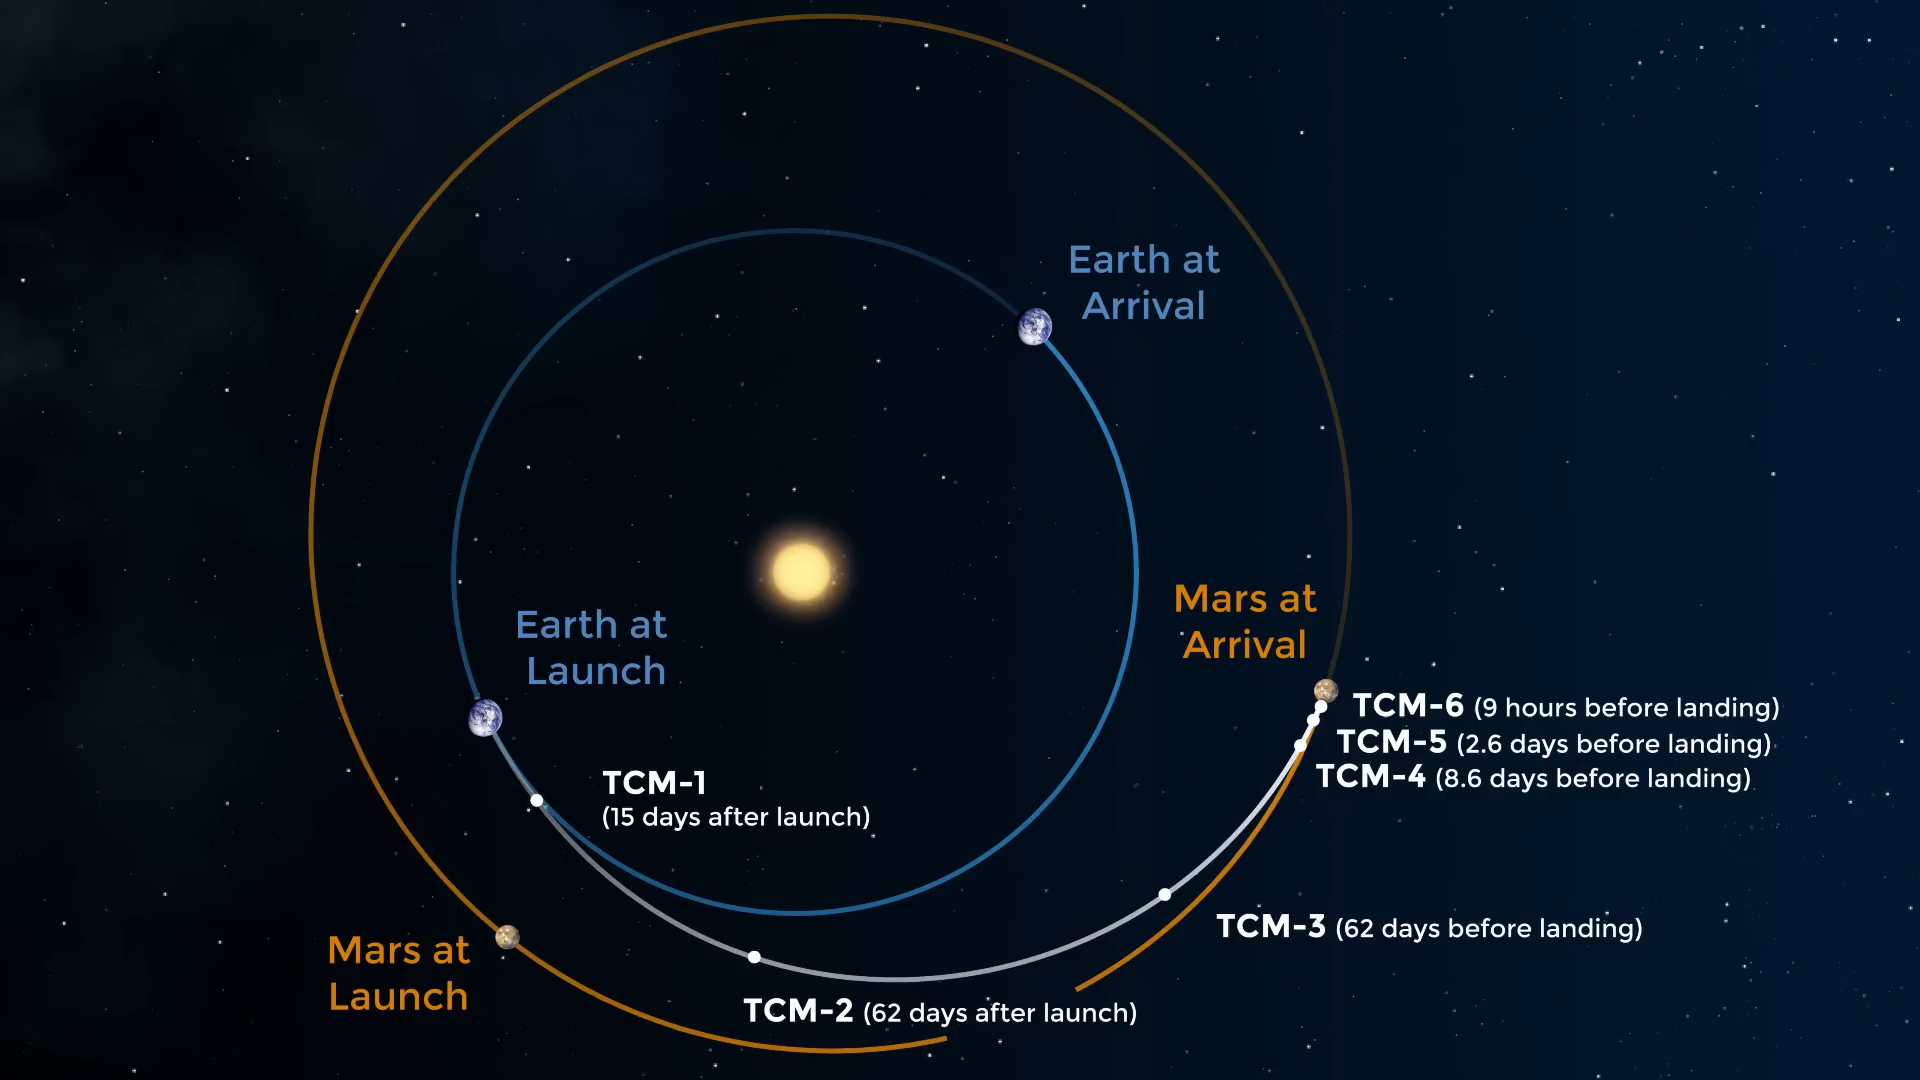 Earth at
Arrival
Mars at
Arrival
Earth at
Launch
TCM-6 (9 hours before landing)
TCM-5 (2.6 days before landing)
TCM-4 (8.6 days before landing)
TCM-1
(15 days after launch)
TCM-3 (62 days before landing)
Mars at
Launch
TCM-2 (62 days after launch)